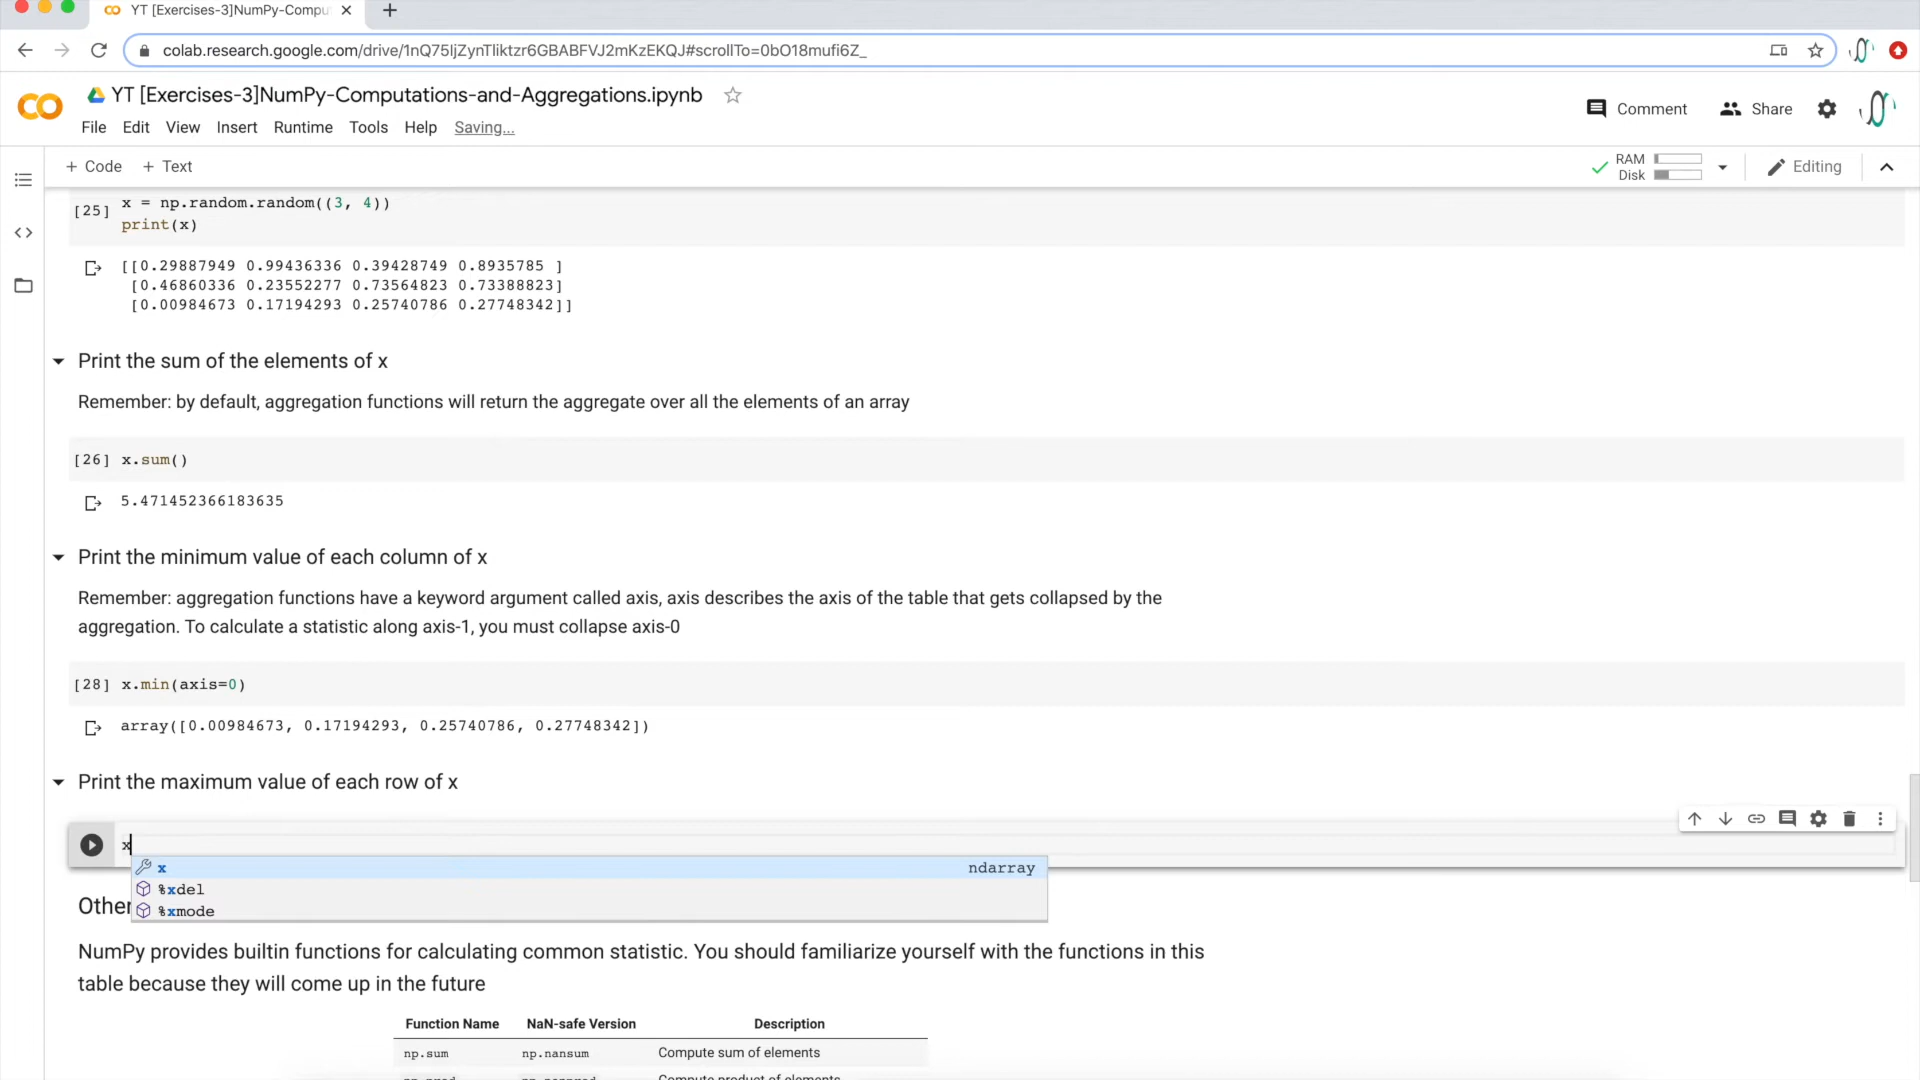 YT [Exercises-3]NumPy-Compu
colab.research.google.com/drive/1nQ75ljZynTliktzr6GBABFVJ2mKzEKQJ#scrollTo=0bO18mufi6Z_
YT [Exercises-3]NumPy-Computations-and-Aggregations.ipynb
Comment
Share
File Edit View Insert Runtime Tools Help Saving...
+ Code + Text
RAM
Disk
Editing
[25] x = np.random.random((3, 4))
print(x)
[[0.29887949 0.99436336 0.39428749 0.8935785 ]
[0.46860336 0.23552277 0.73564823 0.73388823]
[0.00984673 0.17194293 0.25740786 0.27748342]]
Print the sum of the elements of x
Remember: by default, aggregation functions will return the aggregate over all the elements of an array
[26] x.sum()
5.471452366183635
Print the minimum value of each column of x
Remember: aggregation functions have a keyword argument called axis, axis describes the axis of the table that gets collapsed by the
aggregation. To calculate a statistic along axis-1, you must collapse axis-0
[28] x.min(axis=0)
array([0.00984673, 0.17194293, 0.25740786, 0.27748342])
Print the maximum value of each row of x
x
x ndarray
%xdel
%xmode
Other
NumPy provides builtin functions for calculating common statistic. You should familiarize yourself with the functions in this
table because they will come up in the future
Function Name NaN-safe Version Description
np.sum np.nansum Compute sum of elements
Compute product of elements